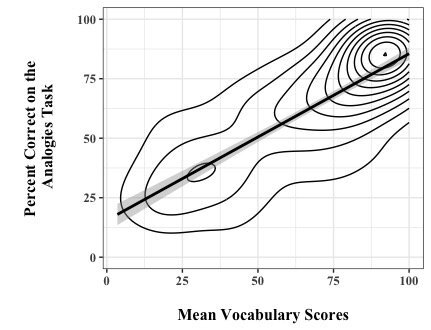 Percent Correct on the
Analogies Task
100
75
50
25
0
0 25 50 75 100
Mean Vocabulary Scores